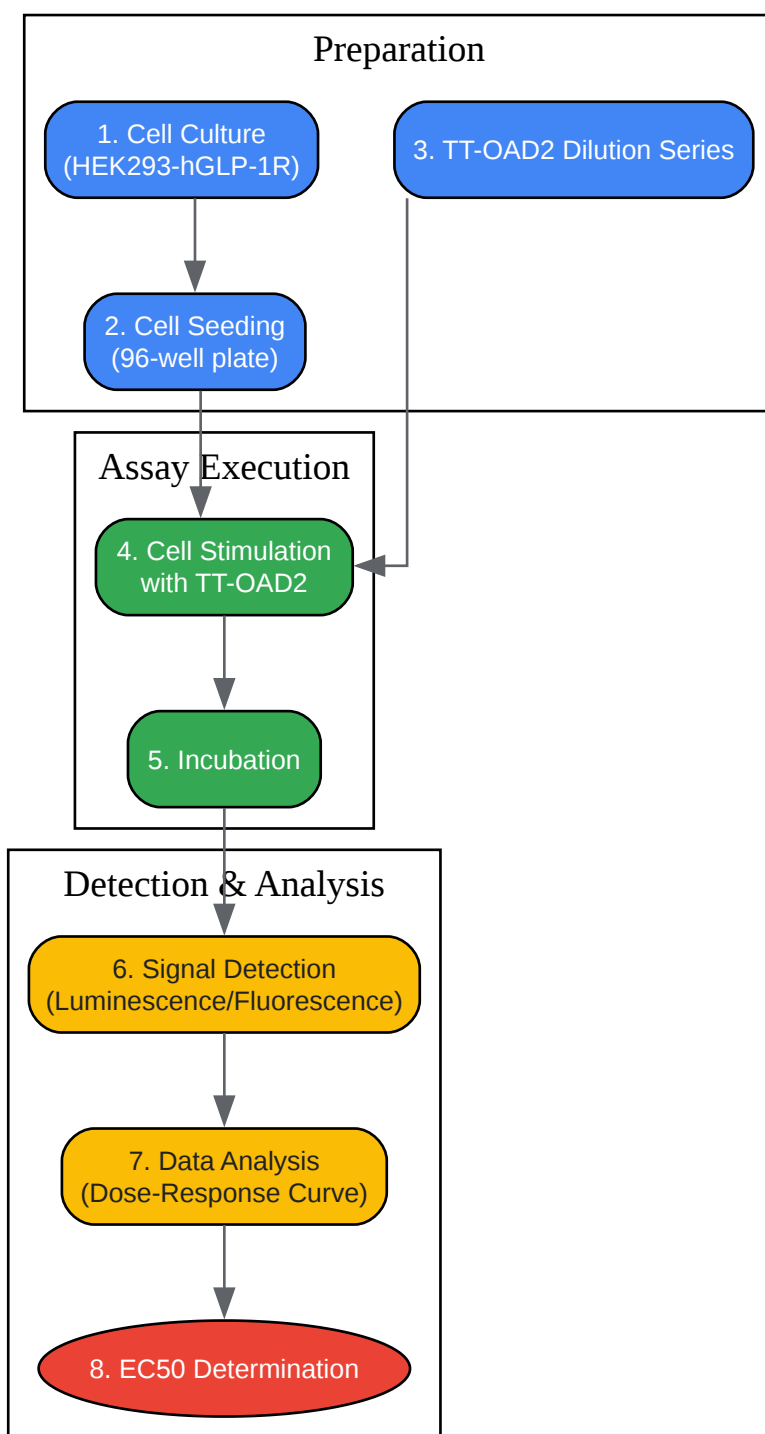 Preparation
1. Cell Culture
(HEK293-hGLP-1R)
3. TT-OAD2 Dilution Series
2. Cell Seeding
(96-well plate)
Assay Execution
4. Cell Stimulation
with TT-OAD2
5. Incubation
Detection & Analysis
6. Signal Detection
(Luminescence/Fluorescence)
7. Data Analysis
(Dose-Response Curve)
8. EC50 Determination